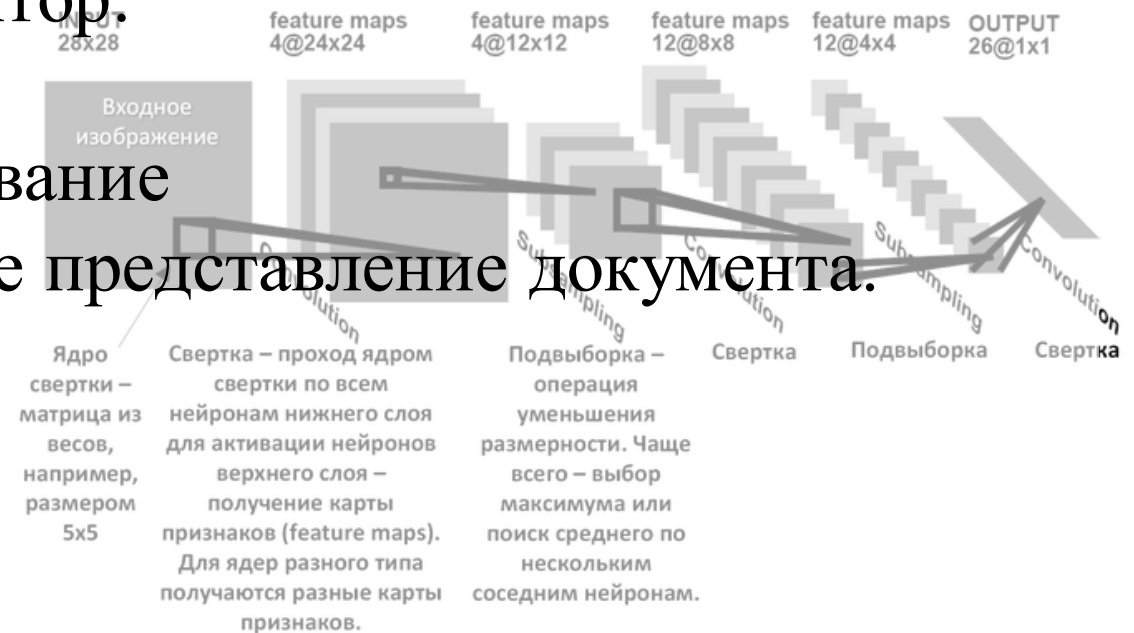 тор.
INPUT
28x28
feature maps
4@24x24
feature maps
4@12x12
feature maps
12@8x8
feature maps
12@4x4
OUTPUT
26@1x1
Входное
изображение
вание
е представление документа.
Convolution
Subsampling
Convolution
Subsampling
Convolution
Ядро
свертки –
матрица из
весов,
например,
размером
5x5
Свертка – проход ядром
свертки по всем
нейронам нижнего слоя
для активации нейронов
верхнего слоя –
получение карты
признаков (feature maps).
Для ядер разного типа
получаются разные карты
признаков.
Подвыборка –
операция
уменьшения
размерности. Чаще
всего – выбор
максимума или
поиск среднего по
нескольким
соседним нейронам.
Свертка
Подвыборка
Свертка